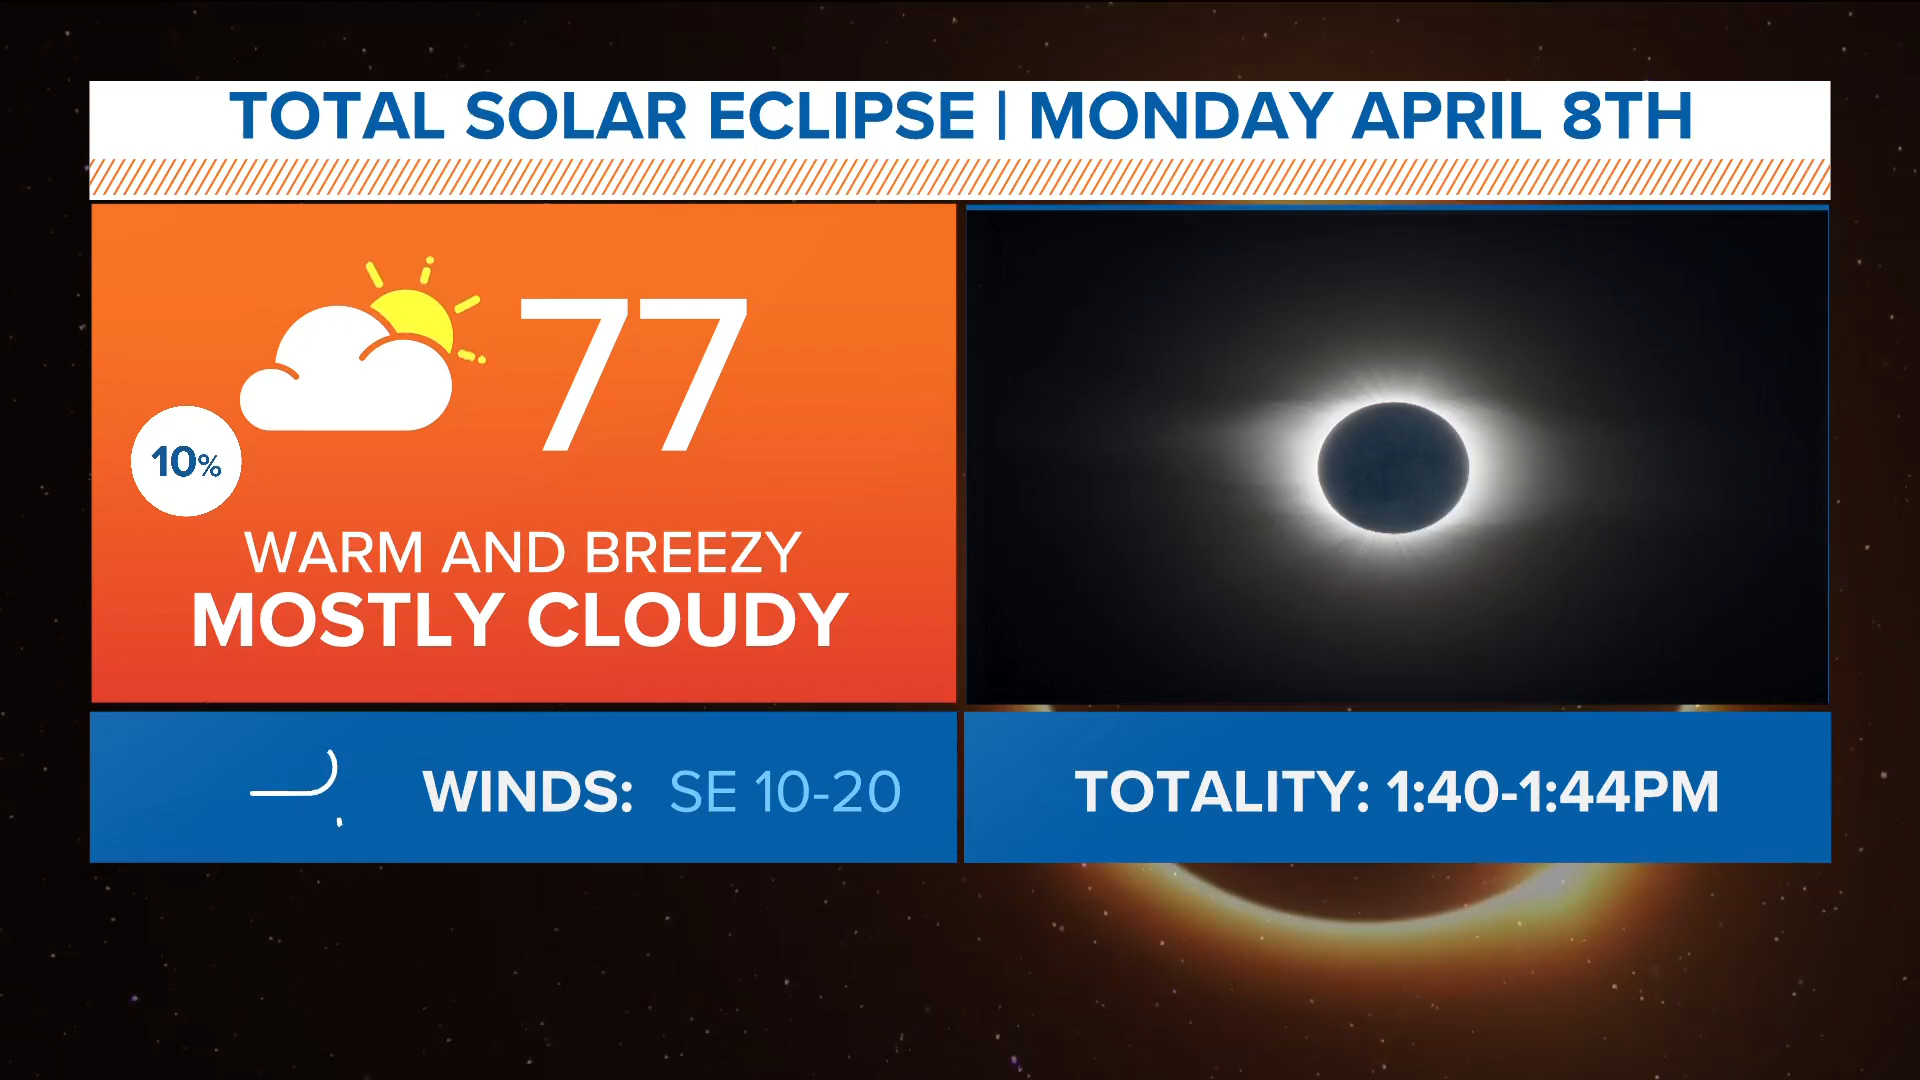 TOTAL SOLAR ECLIPSE | MONDAY APRIL 8TH
77
10%
WARM AND BREEZY
MOSTLY CLOUDY
WINDS: SE 10-20
TOTALITY: 1:40-1:44PM